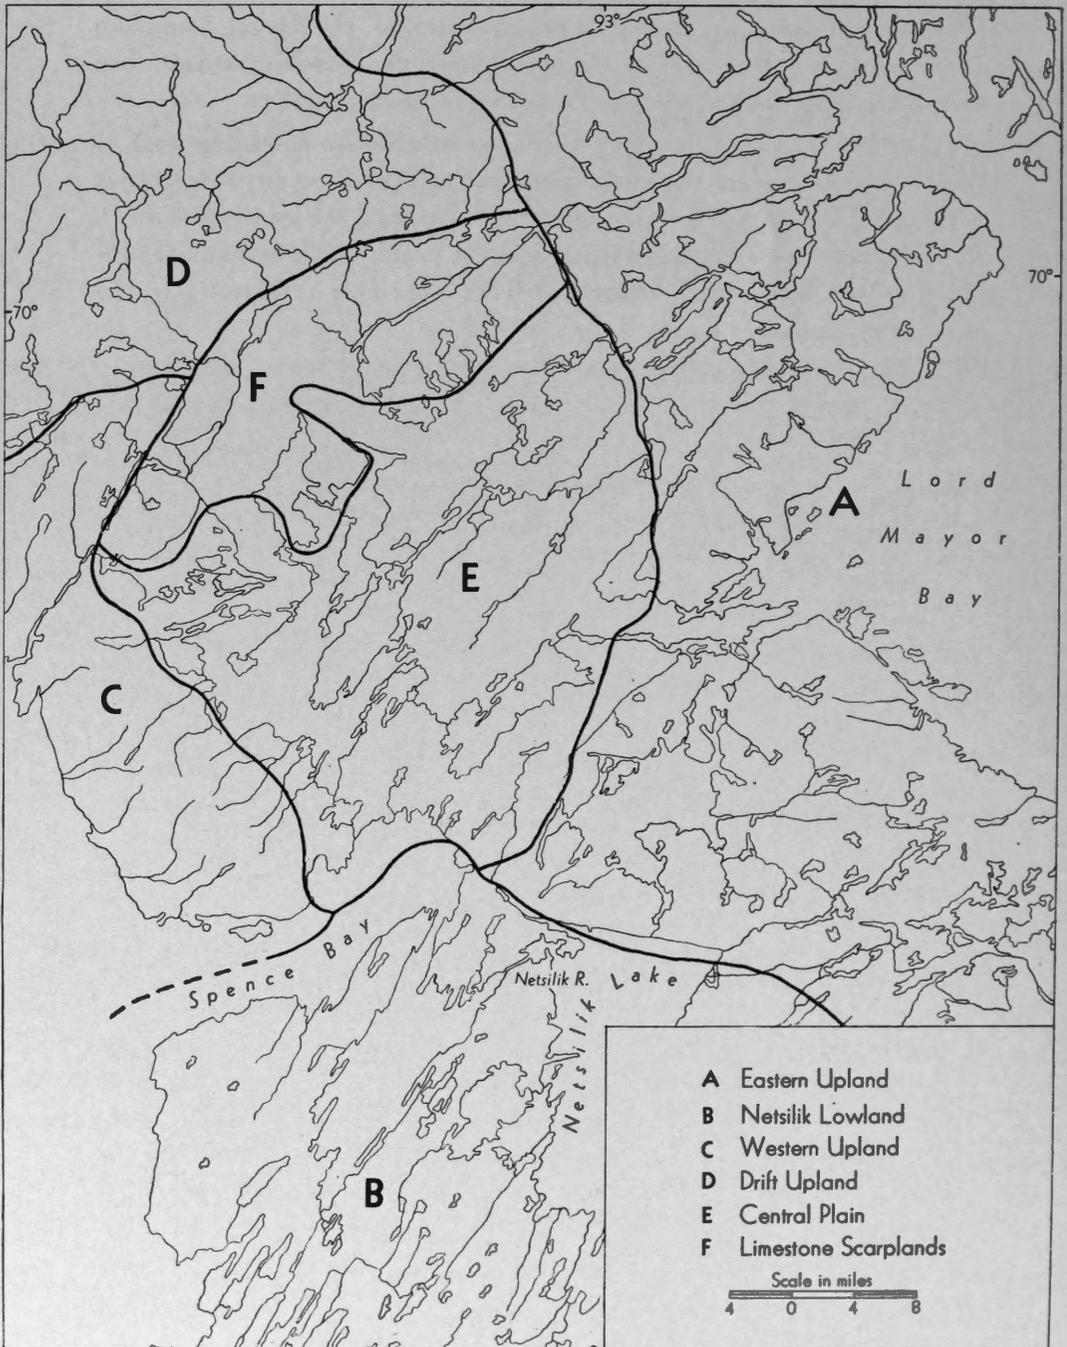 93°
D
70°
70°
F
Lord
A
Mayor
E
Bay
C
Spence Bay
Netsilik R.
Netsilik Lake
B
A Eastern Upland
B Netsilik Lowland
C Western Upland
D Drift Upland
E Central Plain
F Limestone Scarplands
Scale in miles
4 0 4 8